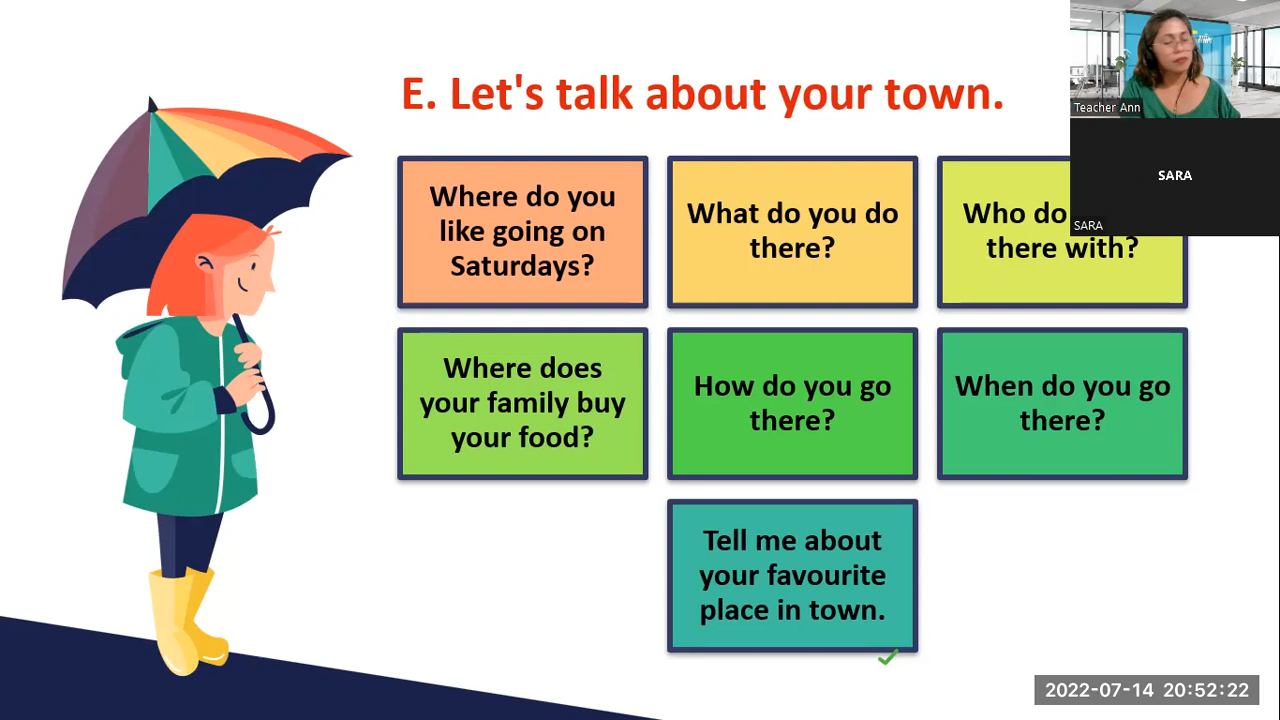 E. Let's talk about your town.
Teacher Ann
SARA
SARA
Where do you
like going on
Saturdays?
What do you do
there?
Who do
there with?
Where does
your family buy
your food?
How do you go
there?
When do you go
there?
Tell me about
your favourite
place in town.
2022-07-14 20:52:22